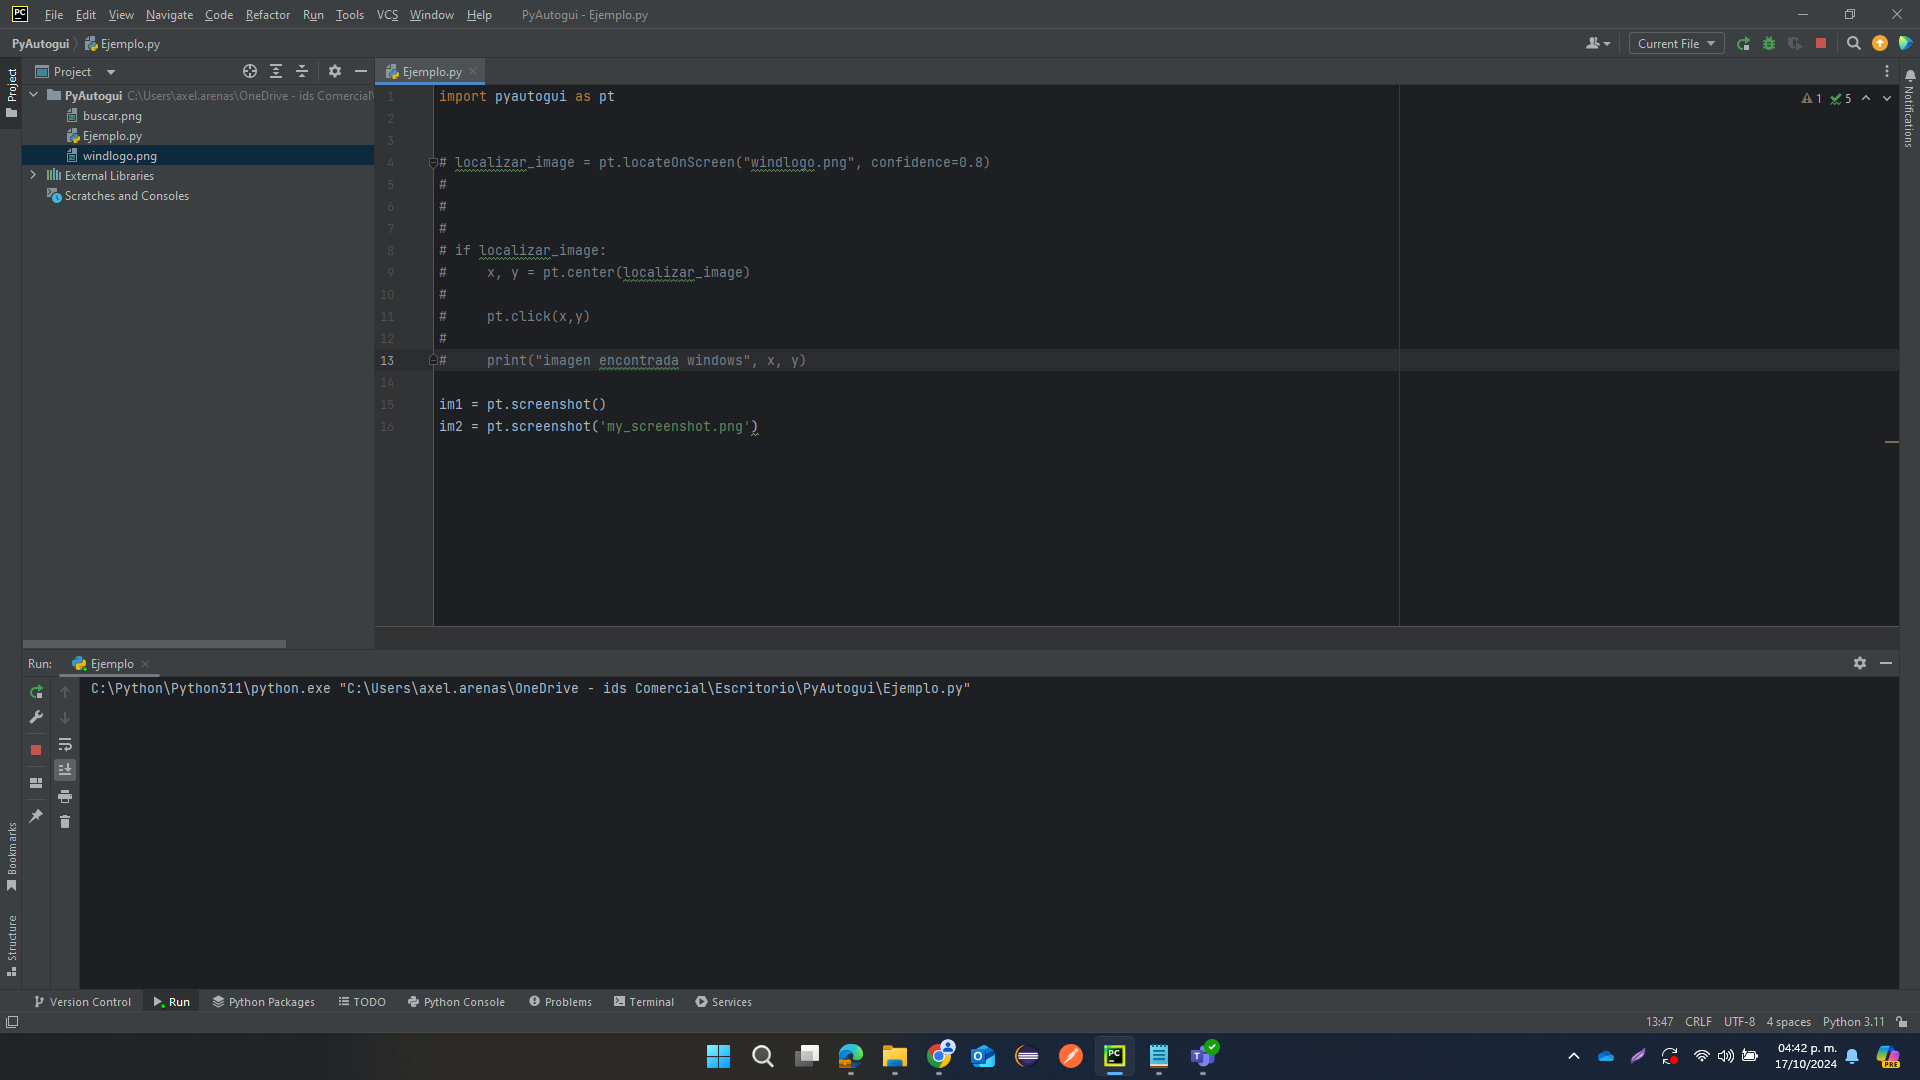 PC File Edit View Navigate Code Refactor Run Tools VCS Window Help PyAutogui - Ejemplo.py
PyAutogui Ejemplo.py Current File
Project
Project
Ejemplo.py
PyAutogui C:\Users\axel.arenas\OneDrive - ids Comercial\
buscar.png
Ejemplo.py
windlogo.png
External Libraries
Scratches and Consoles
1 import pyautogui as pt
2
3
4 # localizar_image = pt.locateOnScreen("windlogo.png", confidence=0.8)
5 #
6 #
7 #
8 # if localizar_image:
9 #     x, y = pt.center(localizar_image)
10 #
11 #     pt.click(x,y)
12 #
13 #     print("imagen encontrada windows", x, y)
14
15 im1 = pt.screenshot()
16 im2 = pt.screenshot('my_screenshot.png')
1 5
Notifications
Run: Ejemplo
C:\Python\Python311\python.exe "C:\Users\axel.arenas\OneDrive - ids Comercial\Escritorio\PyAutogui\Ejemplo.py"
Bookmarks
Structure
Version Control Run Python Packages TODO Python Console Problems Terminal Services
13:47 CRLF UTF-8 4 spaces Python 3.11
PC
PRE
04:42 p. m.
17/10/2024